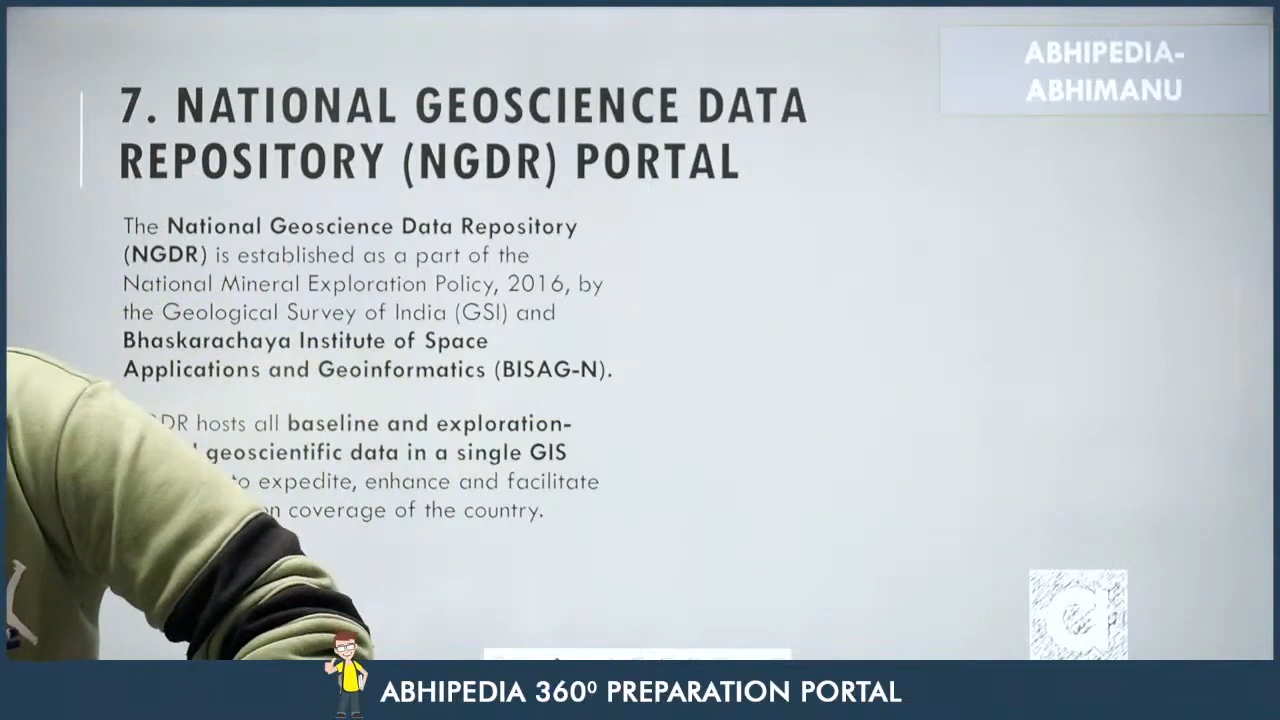 ABHIPEDIA-
ABHIMANU
7. NATIONAL GEOSCIENCE DATA
REPOSITORY (NGDR) PORTAL
The National Geoscience Data Repository
(NGDR) is established as a part of the
National Mineral Exploration Policy, 2016, by
the Geological Survey of India (GSI) and
Bhaskarachaya Institute of Space
Applications and Geoinformatics (BISAG-N).
hosts all baseline and exploration-
geoscientific data in a single GIS
to expedite, enhance and facilitate
coverage of the country.
ABHIPEDIA 360⁰ PREPARATION PORTAL